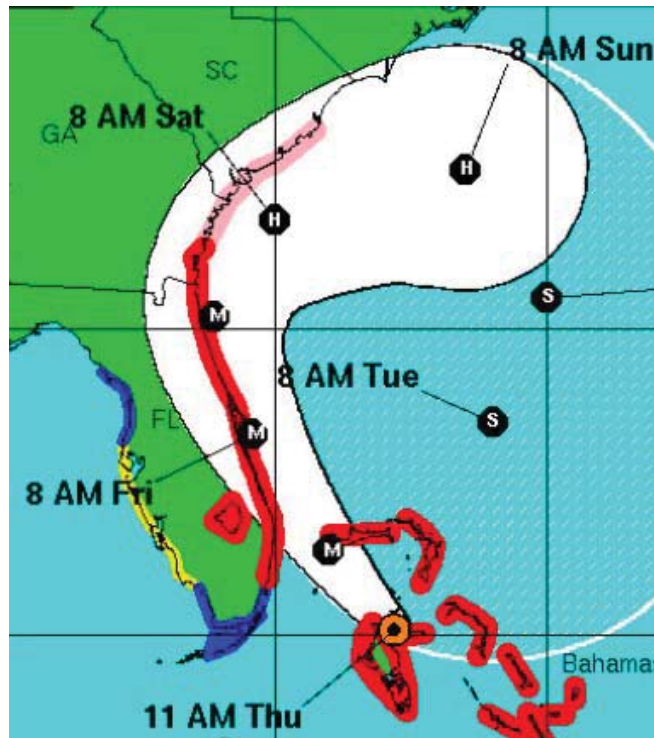 8 AM Sun
SC
8 AM Sat
GA
H
H
S
M
8 AM Tue
FL
S
M
8 AM Fri
M
Bahamas
11 AM Thu